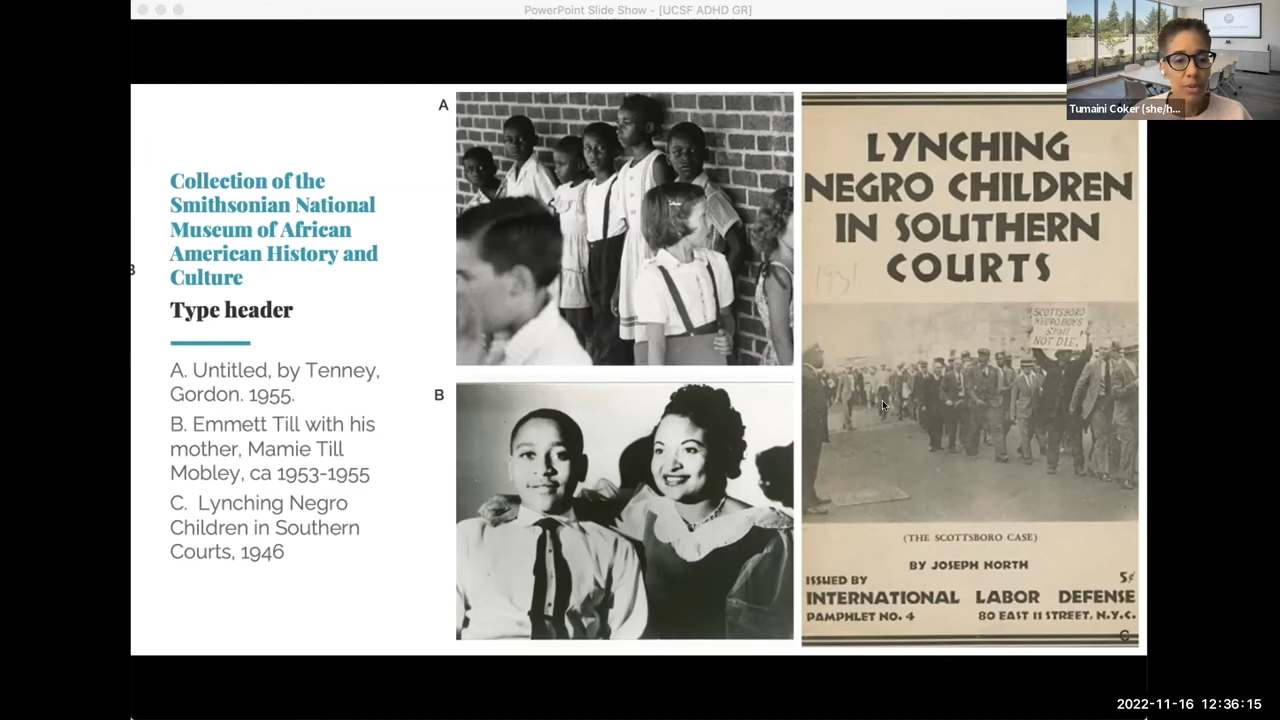 PowerPoint Slide Show - [UCSF ADHD GR]
Tumaini Coker (she/h...
Collection of the
Smithsonian National
Museum of African
American History and
Culture
Type header
A. Untitled, by Tenney,
Gordon. 1955.
B. Emmett Till with his
mother, Mamie Till
Mobley, ca 1953-1955
C. Lynching Negro
Children in Southern
Courts, 1946
A
B
LYNCHING
NEGRO CHILDREN
IN SOUTHERN
COURTS
1931
SCOTTSBORO
NEGRO BOYS
SHALL
NOT DIE.
(THE SCOTTSBORO CASE)
BY JOSEPH NORTH
ISSUED BY
5¢
INTERNATIONAL LABOR DEFENSE
PAMPHLET NO. 4
80 EAST 11 STREET, N.Y.C.
C
2022-11-16 12:36:15